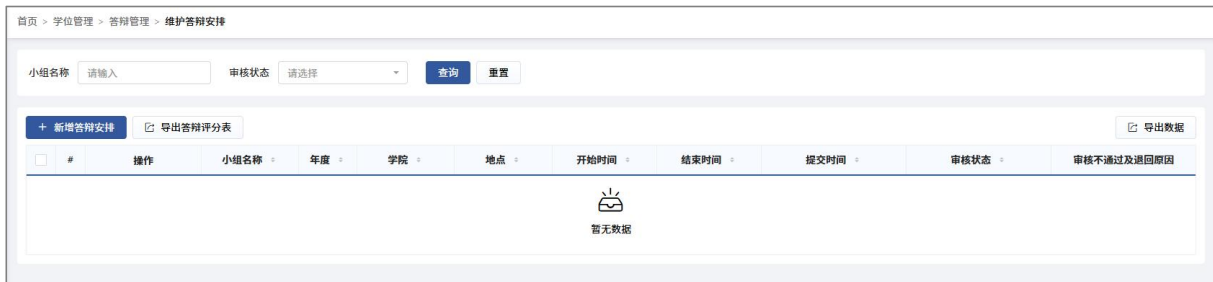 首页 > 学位管理 > 答辩管理 > 维护答辩安排
小组名称 请输入 审核状态 请选择 查询 重置
+ 新增答辩安排 导出答辩评分表 导出数据
# 操作 小组名称 年度 学院 地点 开始时间 结束时间 提交时间 审核状态 审核不通过及退回原因
暂无数据